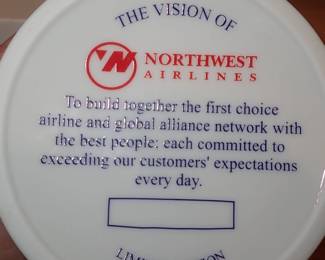 THE VISION OF
NORTHWEST
AIRLINES
To build together the first choice
airline and global alliance network with
the best people; each committed to
exceeding our customers' expectations
every day.